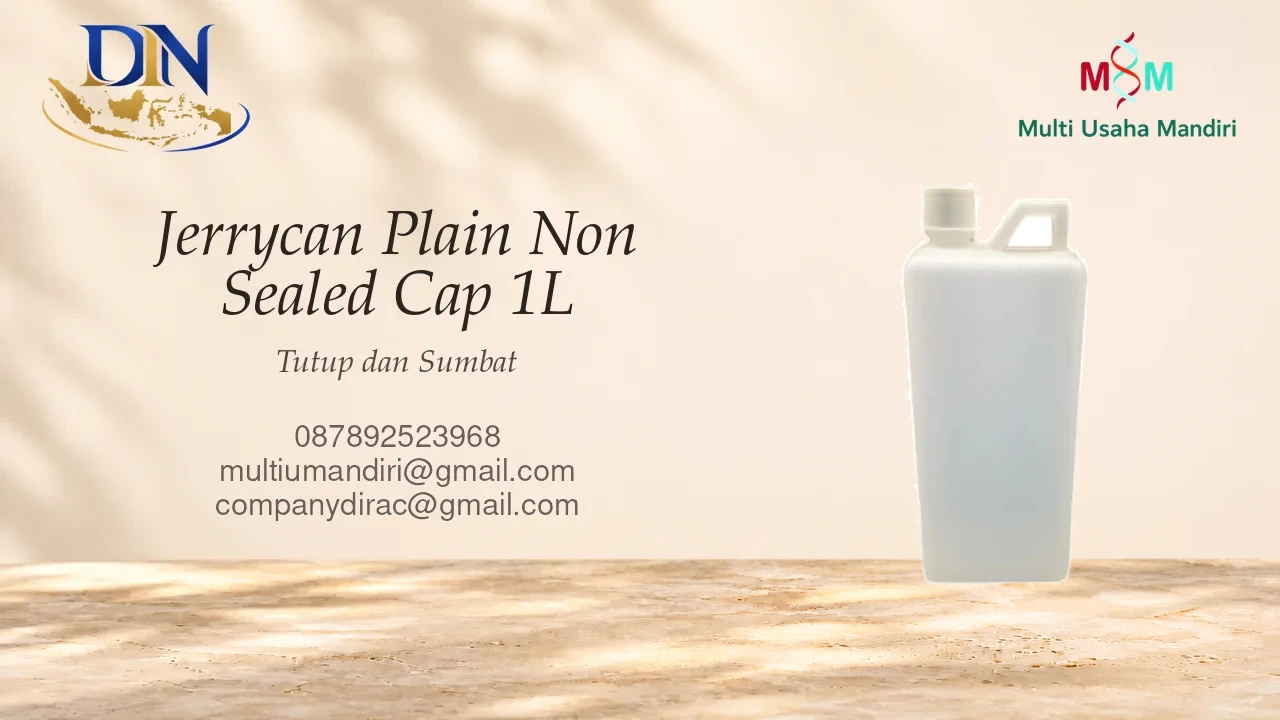 DIN
M M
Multi Usaha Mandiri
Jerrycan Plain Non
Sealed Cap 1L
Tutup dan Sumbat
087892523968
multiumandiri@gmail.com
companydirac@gmail.com